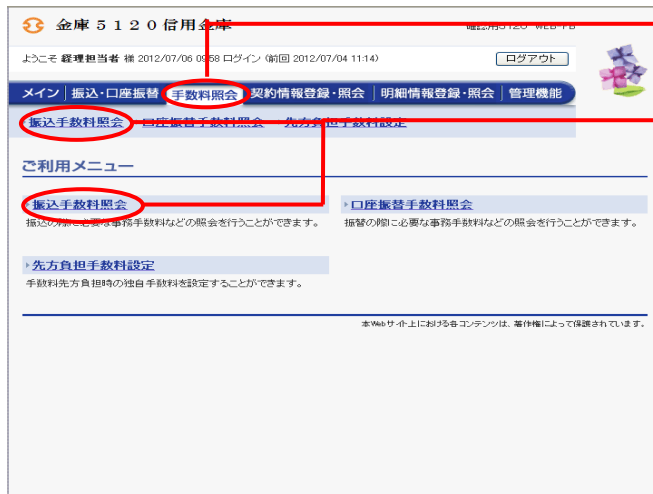 金庫５１２０信用金庫
確認用5120 WEB-FB
ようこそ 経理担当者 様 2012/07/06 09:58 ログイン (前回 2012/07/04 11:14)
ログアウト
メイン 振込・口座振替 手数料照会 契約情報登録・照会 明細情報登録・照会 管理機能
振込手数料照会 口座振替手数料照会 先方負担手数料設定
ご利用メニュー
振込手数料照会 口座振替手数料照会
振込の際に必要な事務手数料などの照会を行うことができます。 振替の際に必要な事務手数料などの照会を行うことができます。
先方負担手数料設定
手数料先方負担時の独自手数料を設定することができます。
本Webサイト上における各コンテンツは、著作権によって保護されています。